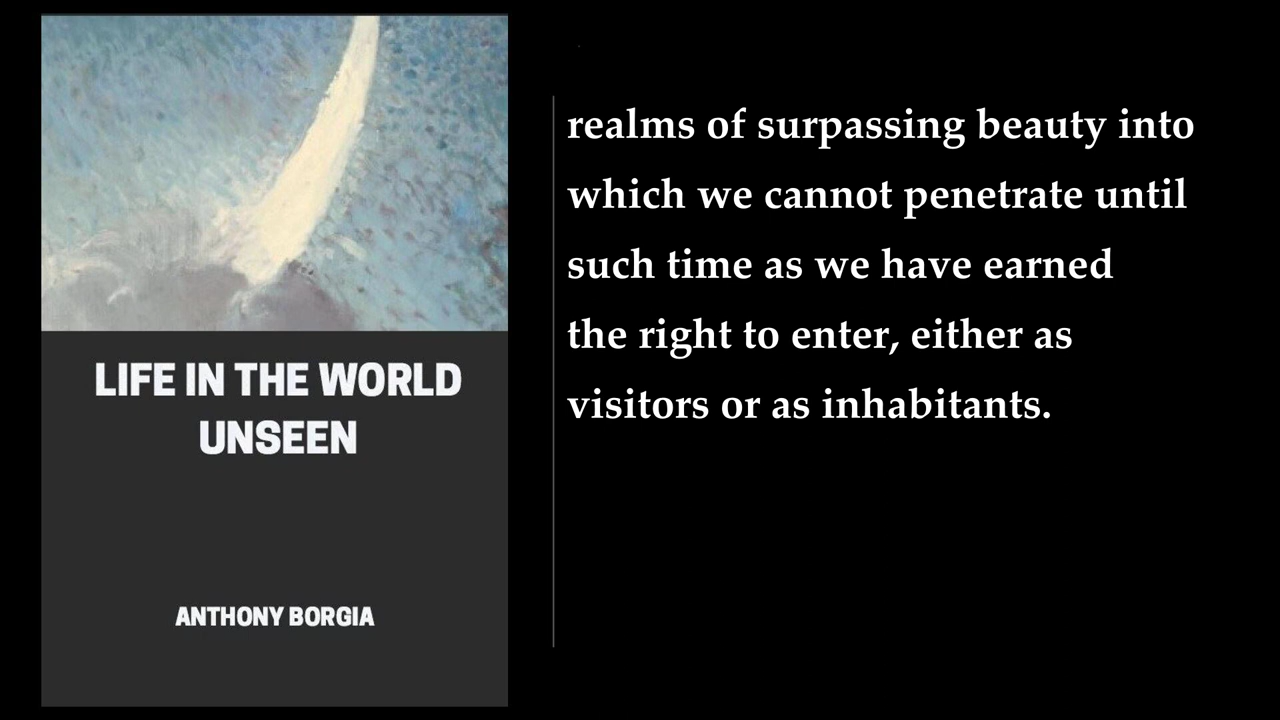 LIFE IN THE WORLD
UNSEEN
ANTHONY BORGIA
realms of surpassing beauty into
which we cannot penetrate until
such time as we have earned
the right to enter, either as
visitors or as inhabitants.